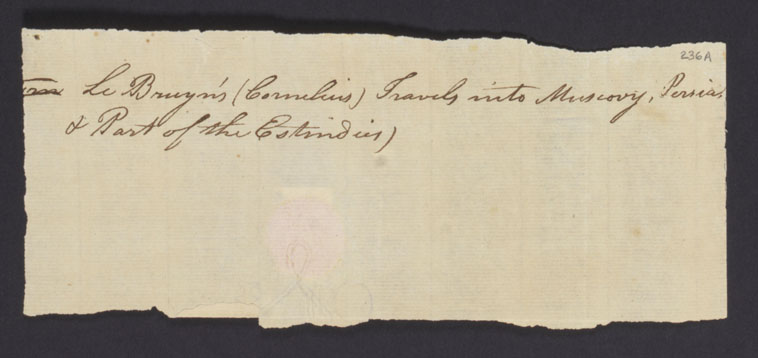 236A
Le Bruyn's (Cornelius) Travels into Muscovy, Persia
& Part of the Estindies)